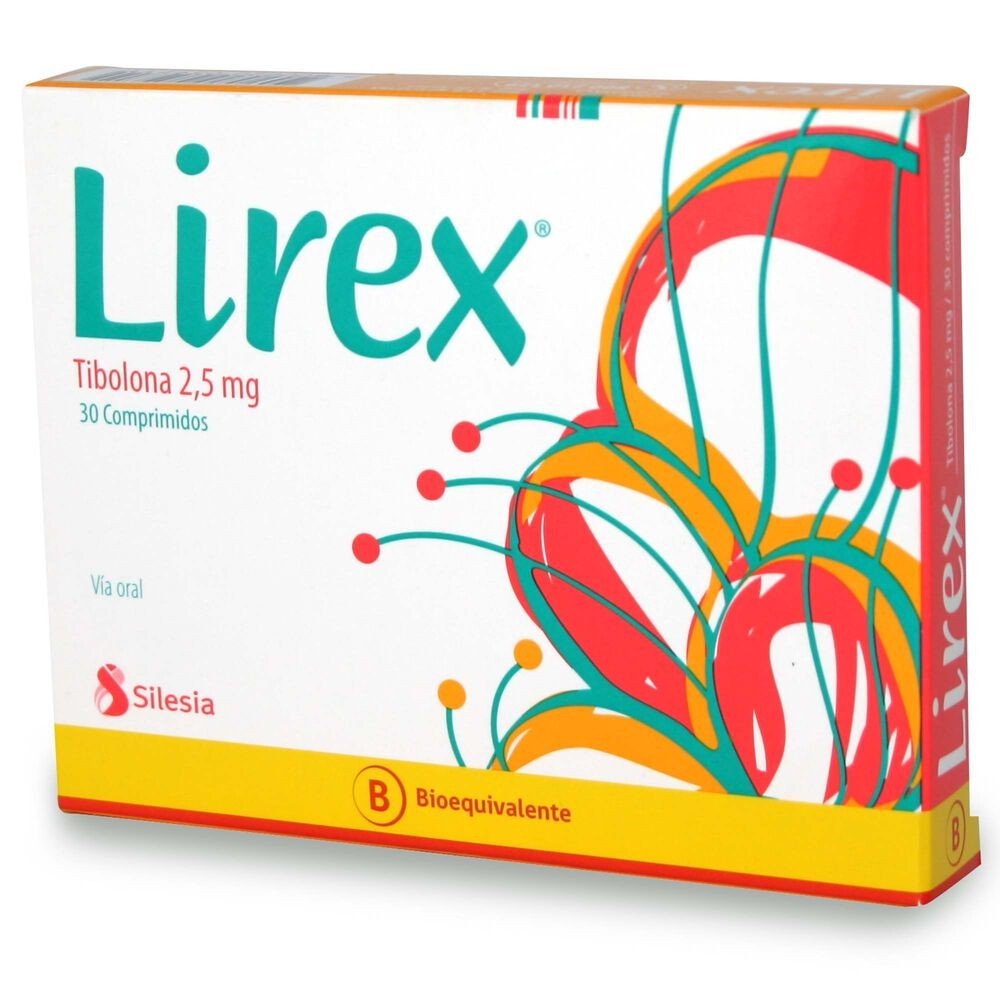 Lirex®
Tibolona 2,5 mg
30 Comprimidos
Vía oral
Silesia
B Bioequivalente
Lirex®
Tibolona 2,5 mg / 30 comprimidos
B